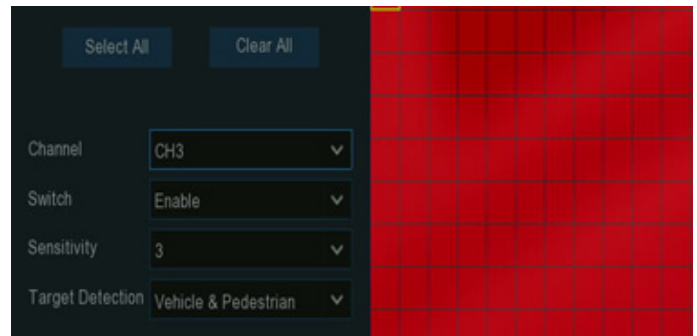 Select All Clear All
Channel CH3
Switch Enable
Sensitivity 3
Target Detection Vehicle & Pedestrian